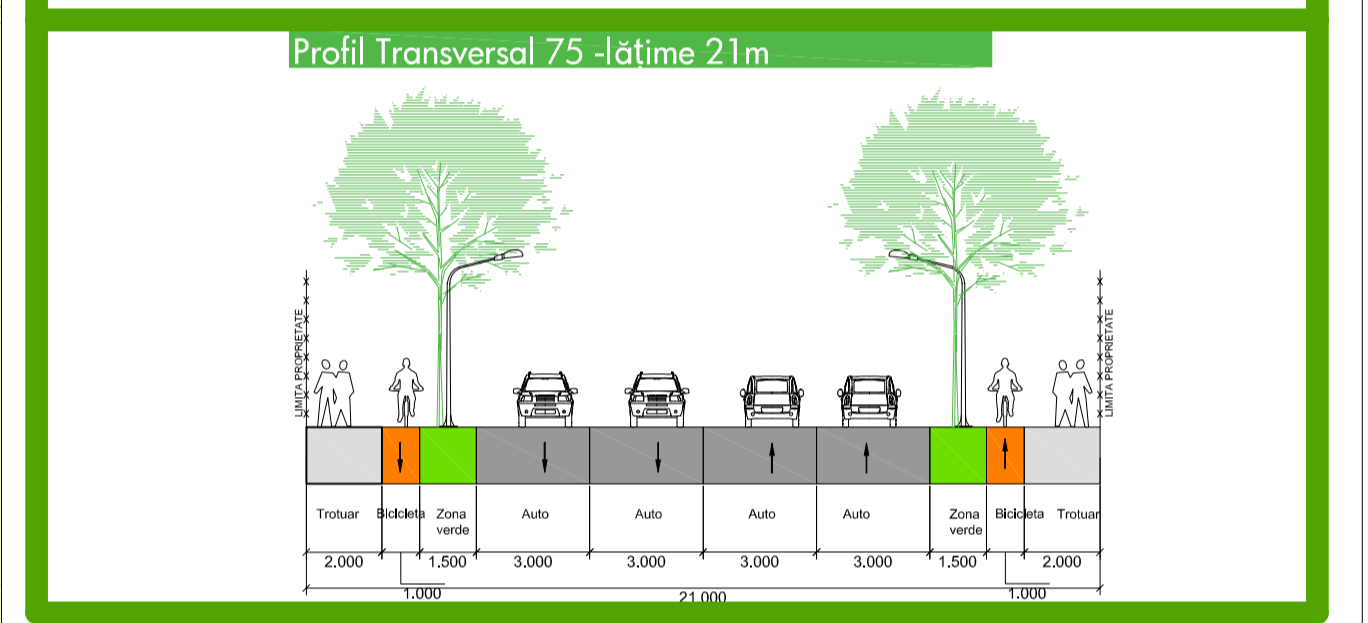 Profil Transversal 75 -lățime 21m
LIMITA PROPRIETATE
LIMITA PROPRIETATE
Trotuar Bicicleta Zona verde Auto Auto Auto Auto Zona verde Bicicleta Trotuar
2.000 1.500 3.000 3.000 3.000 3.000 1.500 2.000
1.000 21.000 1.000